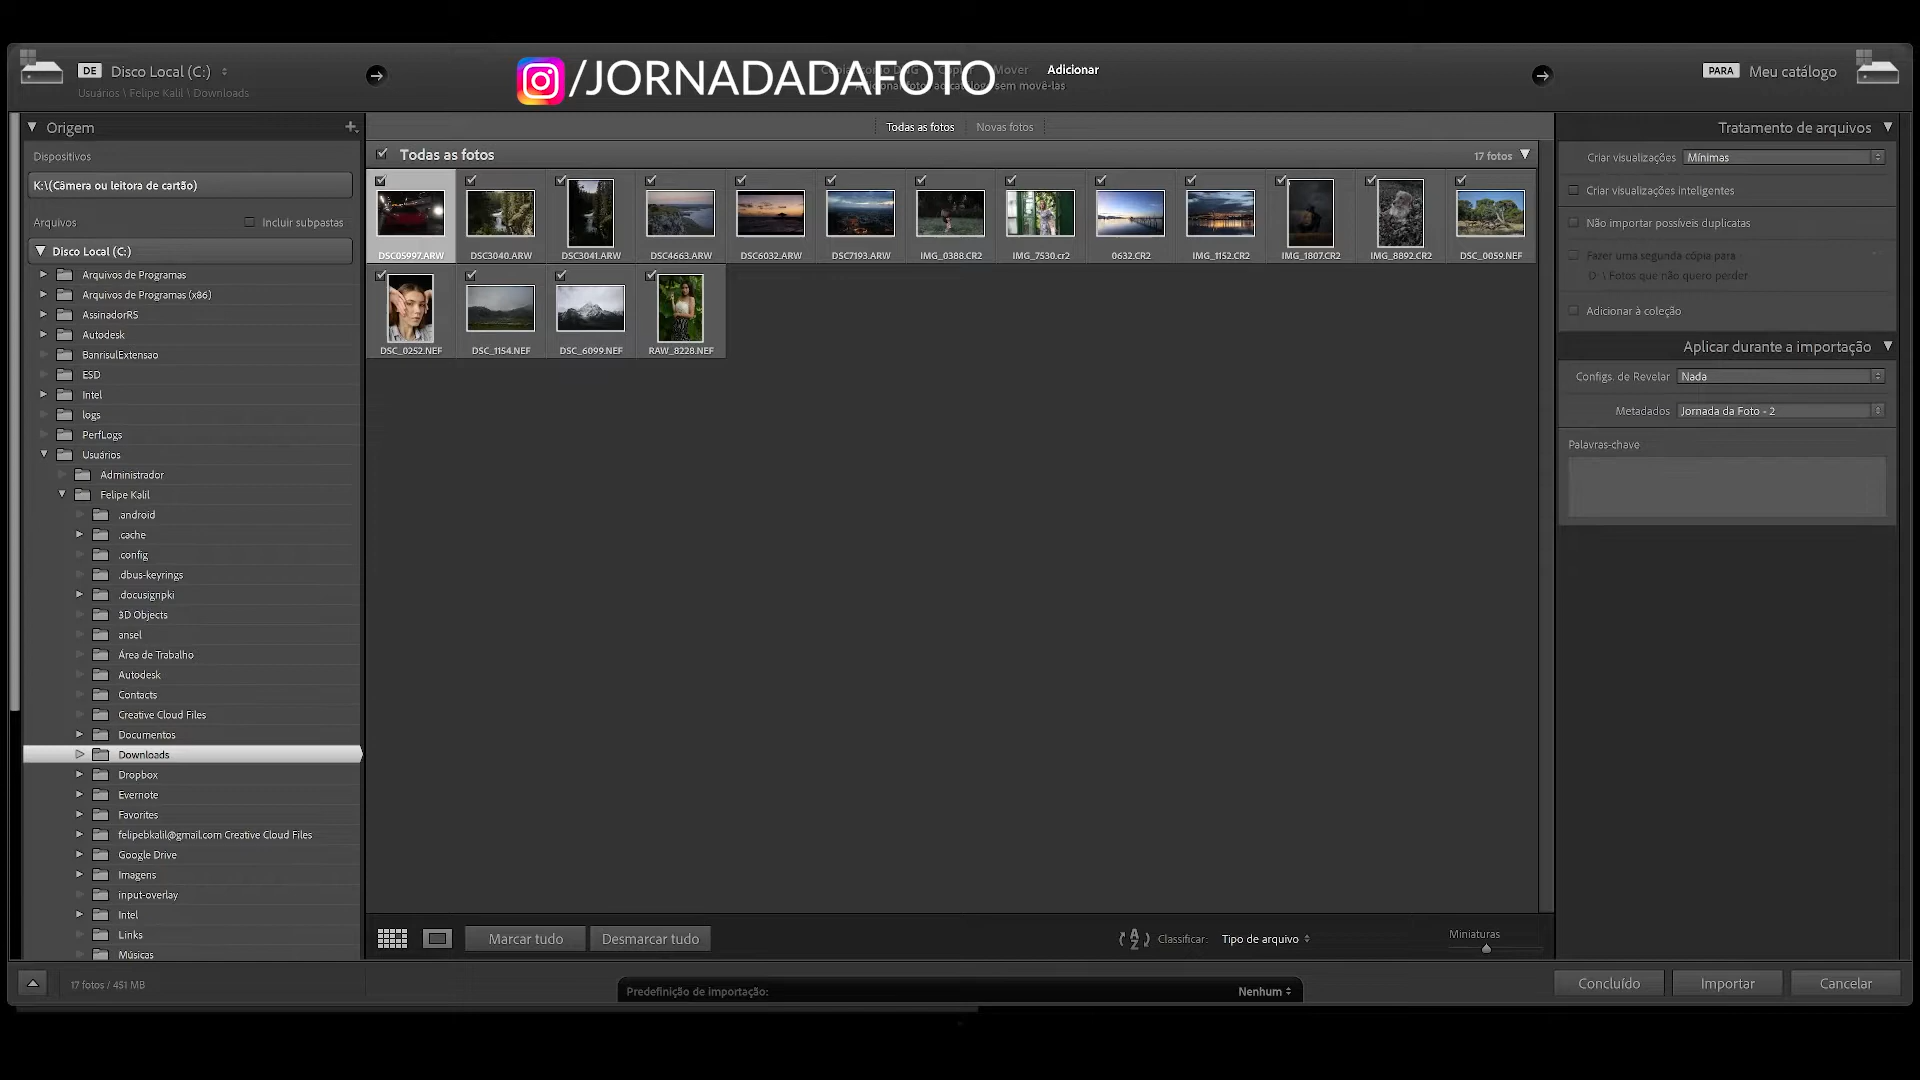 DE Disco Local (C:)
Usuários \ Felipe Kalil \ Downloads
/JORNADADAFOTO
Mover
Adicionar
sem movê-las
PARA Meu catálogo
Origem
Dispositivos
K:\(Câmera ou leitora de cartão)
Arquivos
Incluir subpastas
Disco Local (C:)
Arquivos de Programas
Arquivos de Programas (x86)
AssinadorRS
Autodesk
BanrisulExtensao
ESD
Intel
logs
PerfLogs
Usuários
Administrador
Felipe Kalil
.android
.cache
.config
.dbus-keyrings
.docusignpki
3D Objects
ansel
Área de Trabalho
Autodesk
Contacts
Creative Cloud Files
Documentos
Downloads
Dropbox
Evernote
Favorites
felipebkalil@gmail.com Creative Cloud Files
Google Drive
Imagens
input-overlay
Intel
Links
Músicas
17 fotos / 451 MB
Todas as fotos
Novas fotos
Todas as fotos
17 fotos
DSC05997.ARW
DSC3040.ARW
DSC3041.ARW
DSC4663.ARW
DSC6032.ARW
DSC7193.ARW
IMG_0388.CR2
IMG_7530.cr2
0632.CR2
IMG_1152.CR2
IMG_1807.CR2
IMG_8892.CR2
DSC_0059.NEF
DSC_0252.NEF
DSC_1154.NEF
DSC_6099.NEF
RAW_8228.NEF
Marcar tudo
Desmarcar tudo
Classificar: Tipo de arquivo
Miniaturas
Predefinição de importação: Nenhum
Tratamento de arquivos
Criar visualizações Mínimas
Criar visualizações inteligentes
Não importar possíveis duplicatas
Fazer uma segunda cópia para
D: \ Fotos que não quero perder
Adicionar à coleção
Aplicar durante a importação
Configs. de Revelar Nada
Metadados Jornada da Foto - 2
Palavras-chave
Concluído
Importar
Cancelar